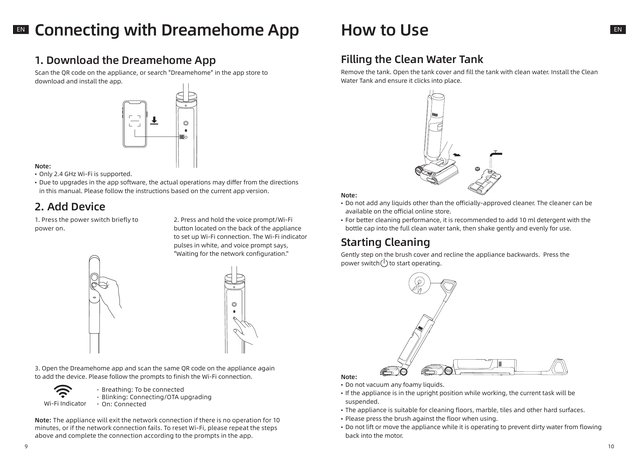 EN
Connecting with Dreamehome App
1. Download the Dreamehome App
Scan the QR code on the appliance, or search "Dreamehome" in the app store to
download and install the app.
Note:
• Only 2.4 GHz Wi-Fi is supported.
• Due to upgrades in the app software, the actual operations may differ from the directions
in this manual. Please follow the instructions based on the current app version.
2. Add Device
1. Press the power switch briefly to
power on.
2. Press and hold the voice prompt/Wi-Fi
button located on the back of the appliance
to set up Wi-Fi connection. The Wi-Fi indicator
pulses in white, and voice prompt says,
"Waiting for the network configuration."
3. Open the Dreamehome app and scan the same QR code on the appliance again
to add the device. Please follow the prompts to finish the Wi-Fi connection.
Wi-Fi Indicator
- Breathing: To be connected
- Blinking: Connecting/OTA upgrading
- On: Connected
Note: The appliance will exit the network connection if there is no operation for 10
minutes, or if the network connection fails. To reset Wi-Fi, please repeat the steps
above and complete the connection according to the prompts in the app.
9
How to Use
EN
Filling the Clean Water Tank
Remove the tank. Open the tank cover and fill the tank with clean water. Install the Clean
Water Tank and ensure it clicks into place.
Note:
• Do not add any liquids other than the officially-approved cleaner. The cleaner can be
available on the official online store.
• For better cleaning performance, it is recommended to add 10 ml detergent with the
bottle cap into the full clean water tank, then shake gently and evenly for use.
Starting Cleaning
Gently step on the brush cover and recline the appliance backwards. Press the
power switch to start operating.
Note:
• Do not vacuum any foamy liquids.
• If the appliance is in the upright position while working, the current task will be
suspended.
• The appliance is suitable for cleaning floors, marble, tiles and other hard surfaces.
• Please press the brush against the floor when using.
• Do not lift or move the appliance while it is operating to prevent dirty water from flowing
back into the motor.
10